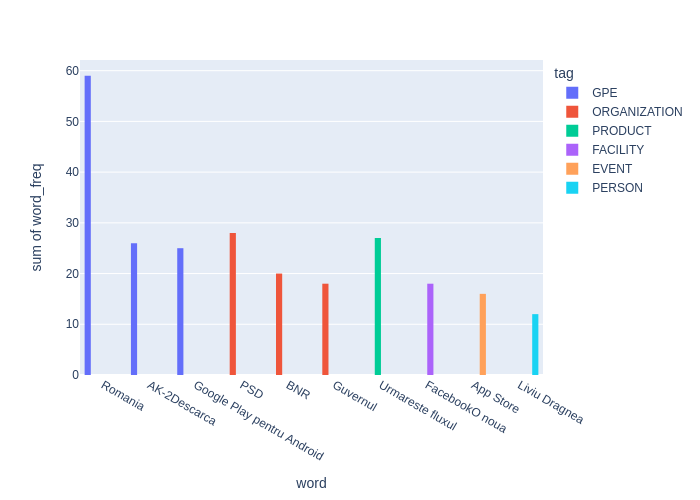 tag
GPE
ORGANIZATION
PRODUCT
FACILITY
EVENT
PERSON
sum of word_freq
60
50
40
30
20
10
0
Romania
AK-2Descarca
Google Play pentru Android
PSD
BNR
Guvernul
Urmareste fluxul
FacebookO noua
App Store
Liviu Dragnea
word